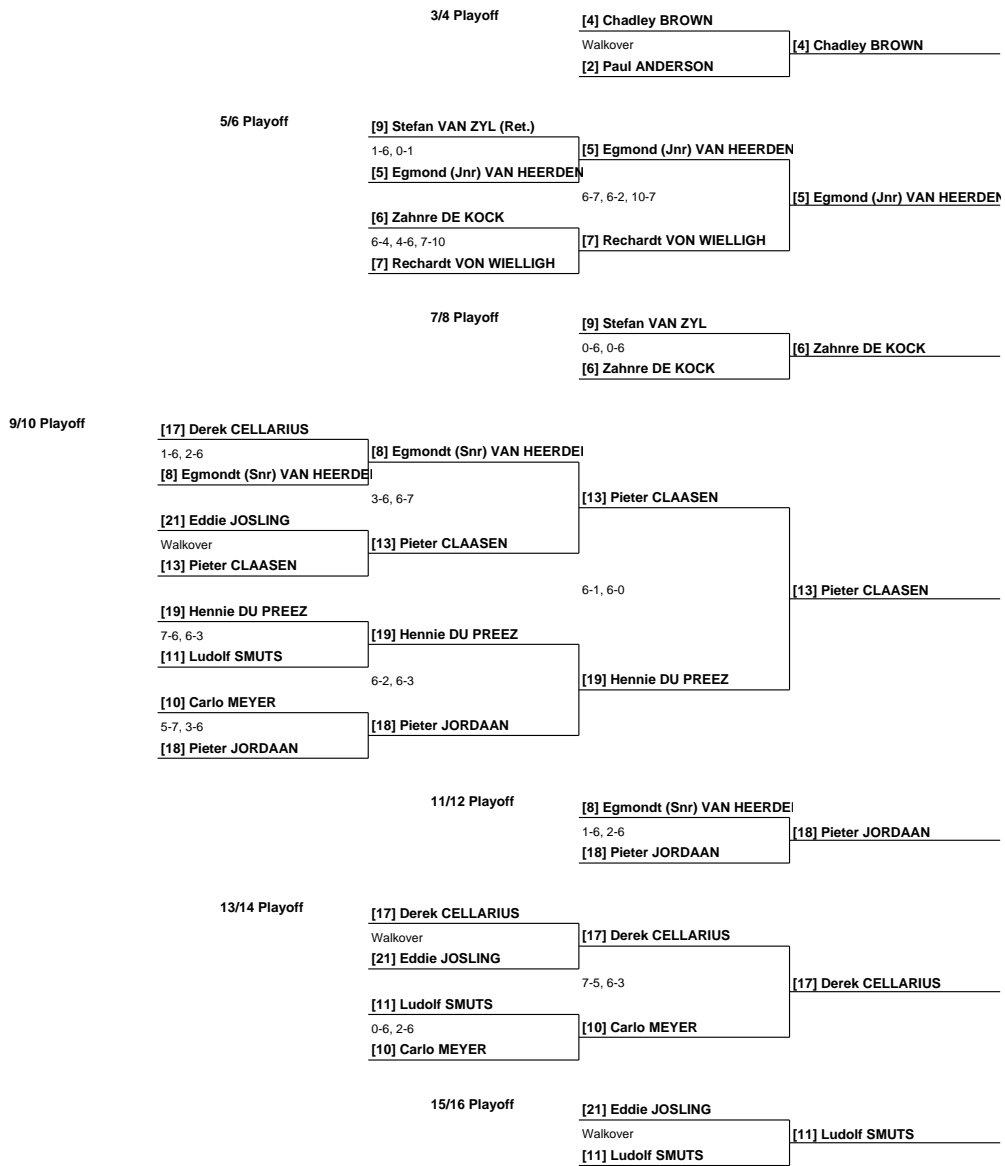 3/4 Playoff
[4] Chadley BROWN
Walkover
[4] Chadley BROWN
[2] Paul ANDERSON
5/6 Playoff
[9] Stefan VAN ZYL (Ret.)
1-6, 0-1
[5] Egmond (Jnr) VAN HEERDEN
[5] Egmond (Jnr) VAN HEERDEN
6-7, 6-2, 10-7
[5] Egmond (Jnr) VAN HEERDEN
[6] Zahnre DE KOCK
6-4, 4-6, 7-10
[7] Rechardt VON WIELLIGH
[7] Rechardt VON WIELLIGH
7/8 Playoff
[9] Stefan VAN ZYL
0-6, 0-6
[6] Zahnre DE KOCK
[6] Zahnre DE KOCK
9/10 Playoff
[17] Derek CELLARIUS
1-6, 2-6
[8] Egmondt (Snr) VAN HEERDE
[8] Egmondt (Snr) VAN HEERDE
3-6, 6-7
[13] Pieter CLAASEN
[21] Eddie JOSLING
Walkover
[13] Pieter CLAASEN
[13] Pieter CLAASEN
6-1, 6-0
[13] Pieter CLAASEN
[19] Hennie DU PREEZ
7-6, 6-3
[19] Hennie DU PREEZ
[11] Ludolf SMUTS
6-2, 6-3
[19] Hennie DU PREEZ
[10] Carlo MEYER
5-7, 3-6
[18] Pieter JORDAAN
[18] Pieter JORDAAN
11/12 Playoff
[8] Egmondt (Snr) VAN HEERDE
1-6, 2-6
[18] Pieter JORDAAN
[18] Pieter JORDAAN
13/14 Playoff
[17] Derek CELLARIUS
Walkover
[17] Derek CELLARIUS
[21] Eddie JOSLING
7-5, 6-3
[17] Derek CELLARIUS
[11] Ludolf SMUTS
0-6, 2-6
[10] Carlo MEYER
[10] Carlo MEYER
15/16 Playoff
[21] Eddie JOSLING
Walkover
[11] Ludolf SMUTS
[11] Ludolf SMUTS